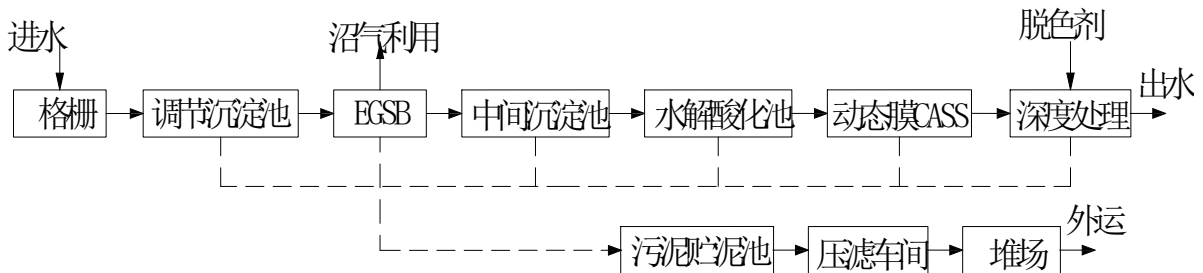 进水
沼气利用
脱色剂
出水
格栅
调节沉淀池
EGSB
中间沉淀池
水解酸化池
动态膜CASS
深度处理
污泥贮泥池
压滤车间
堆场
外运